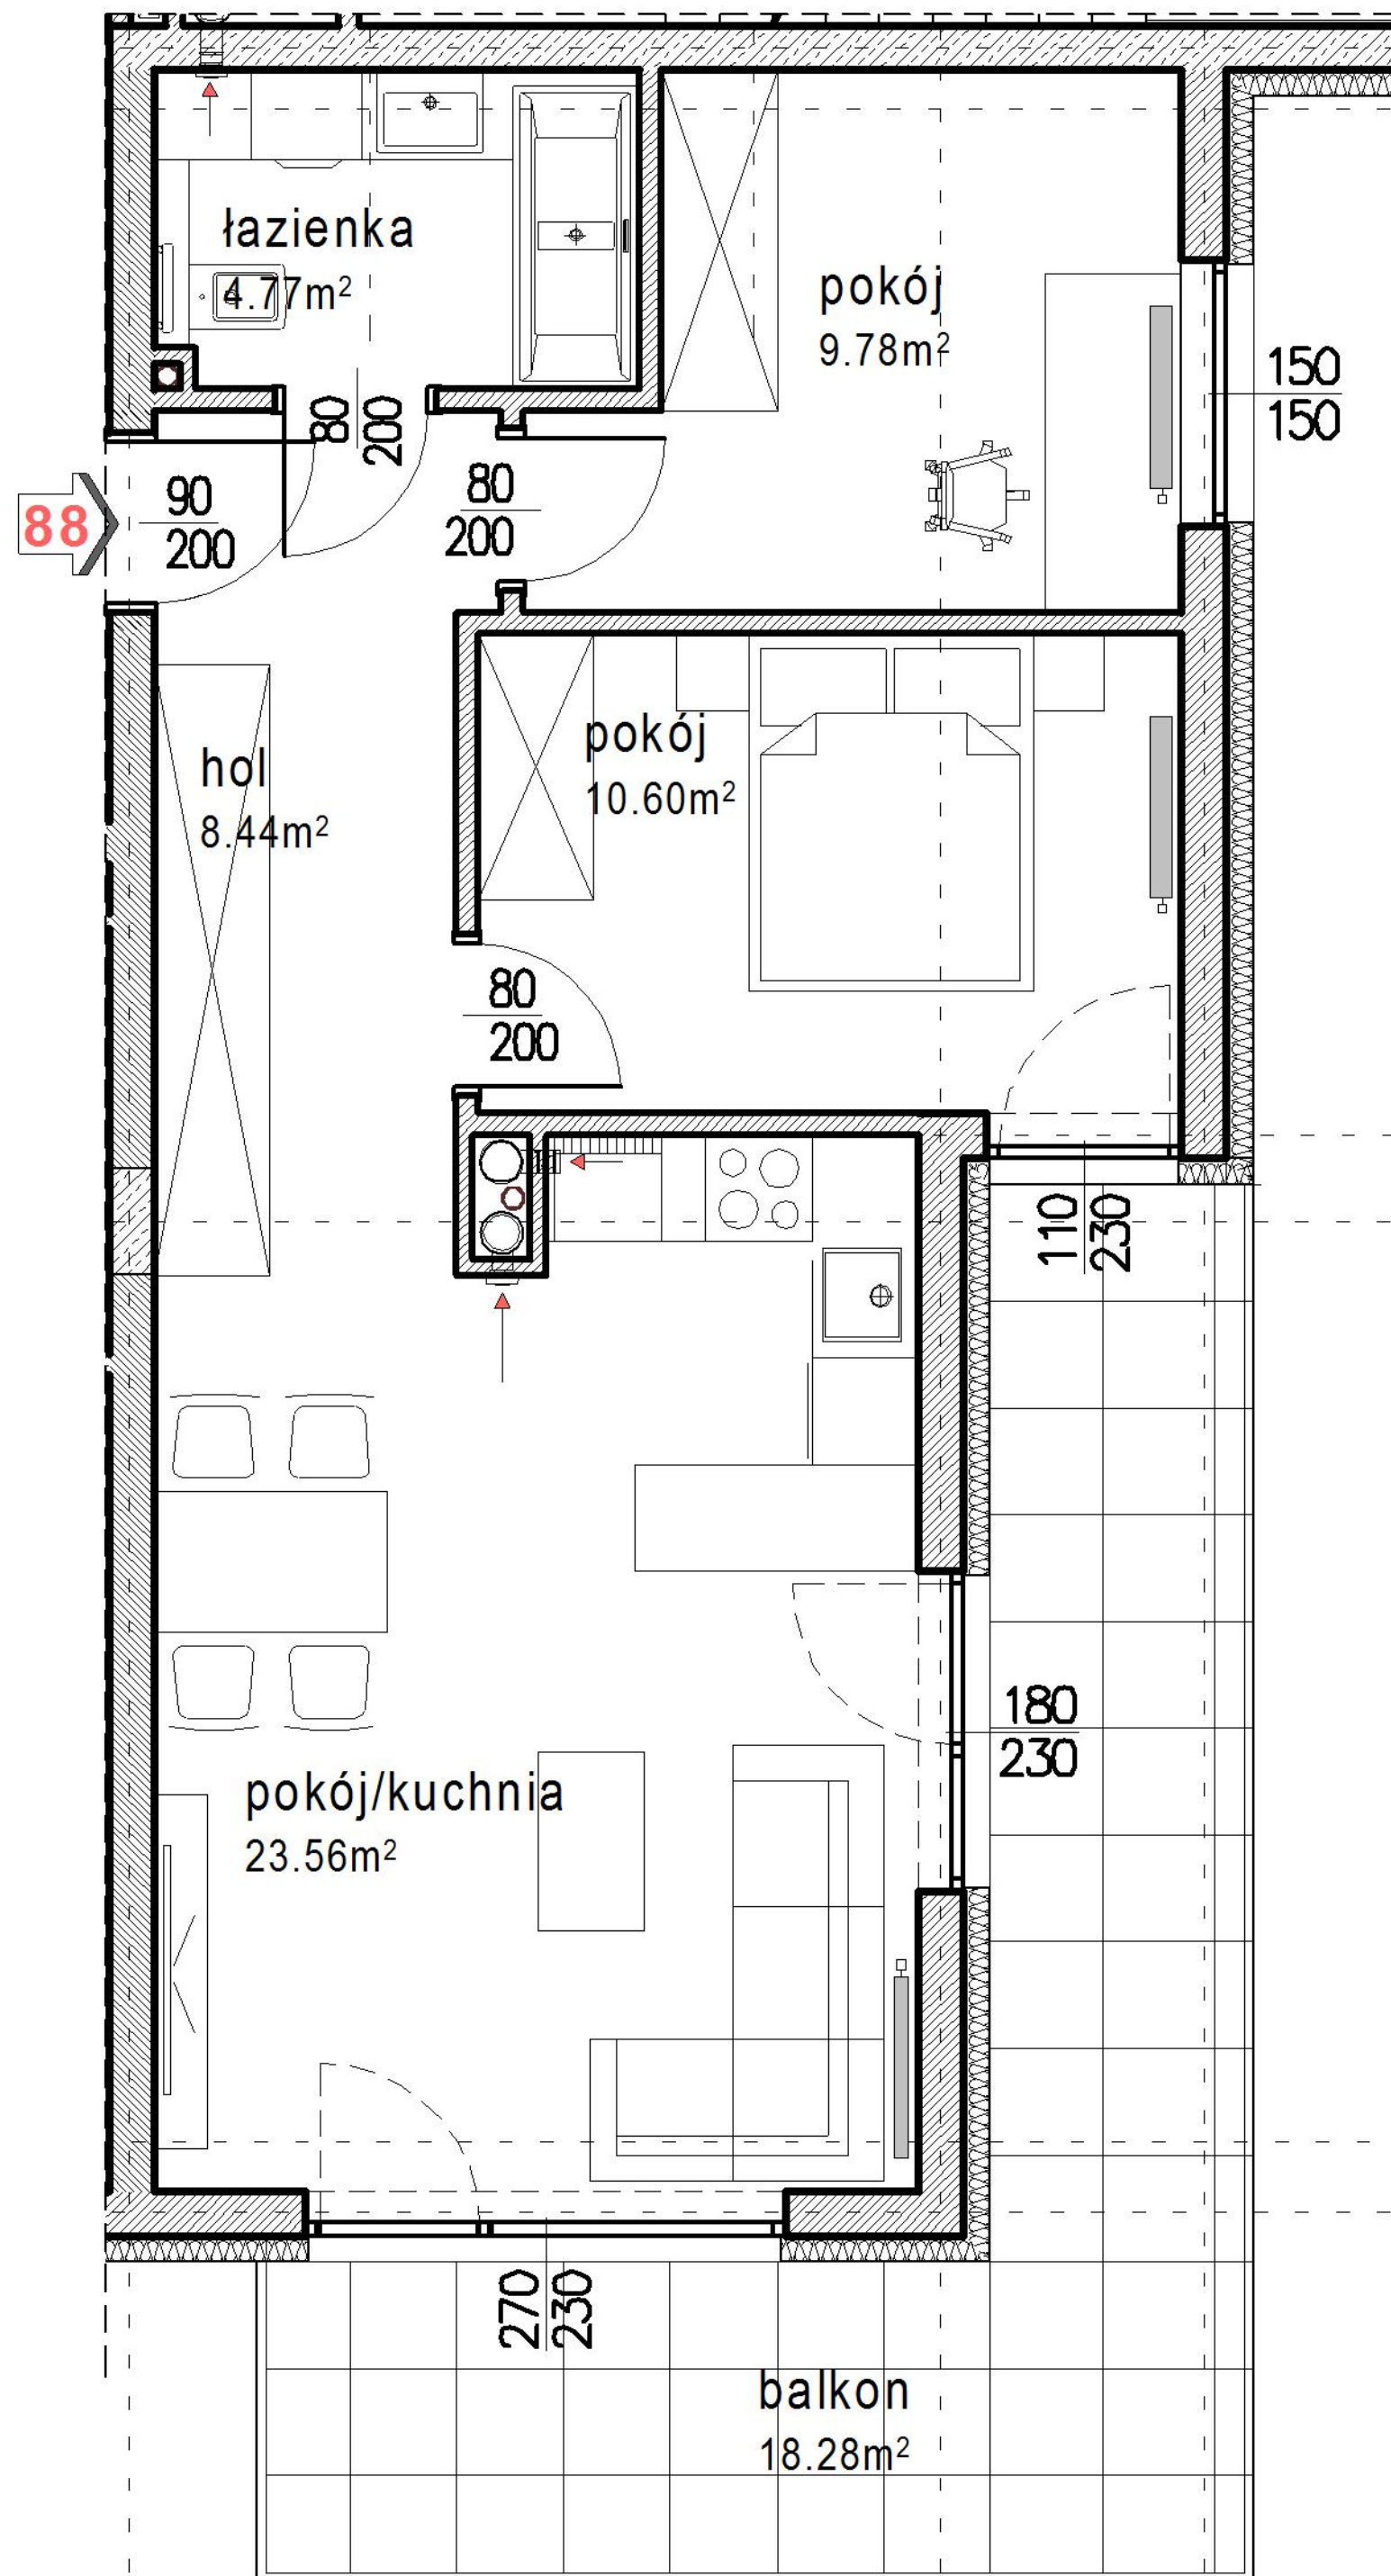 łazienka
4.77m²
pokój
9.78m²
150
150
80
200
90
200
80
200
88
pokój
10.60m²
hol
8.44m²
80
200
110
230
180
230
pokój/kuchnia
23.56m²
270
230
balkon
18.28m²